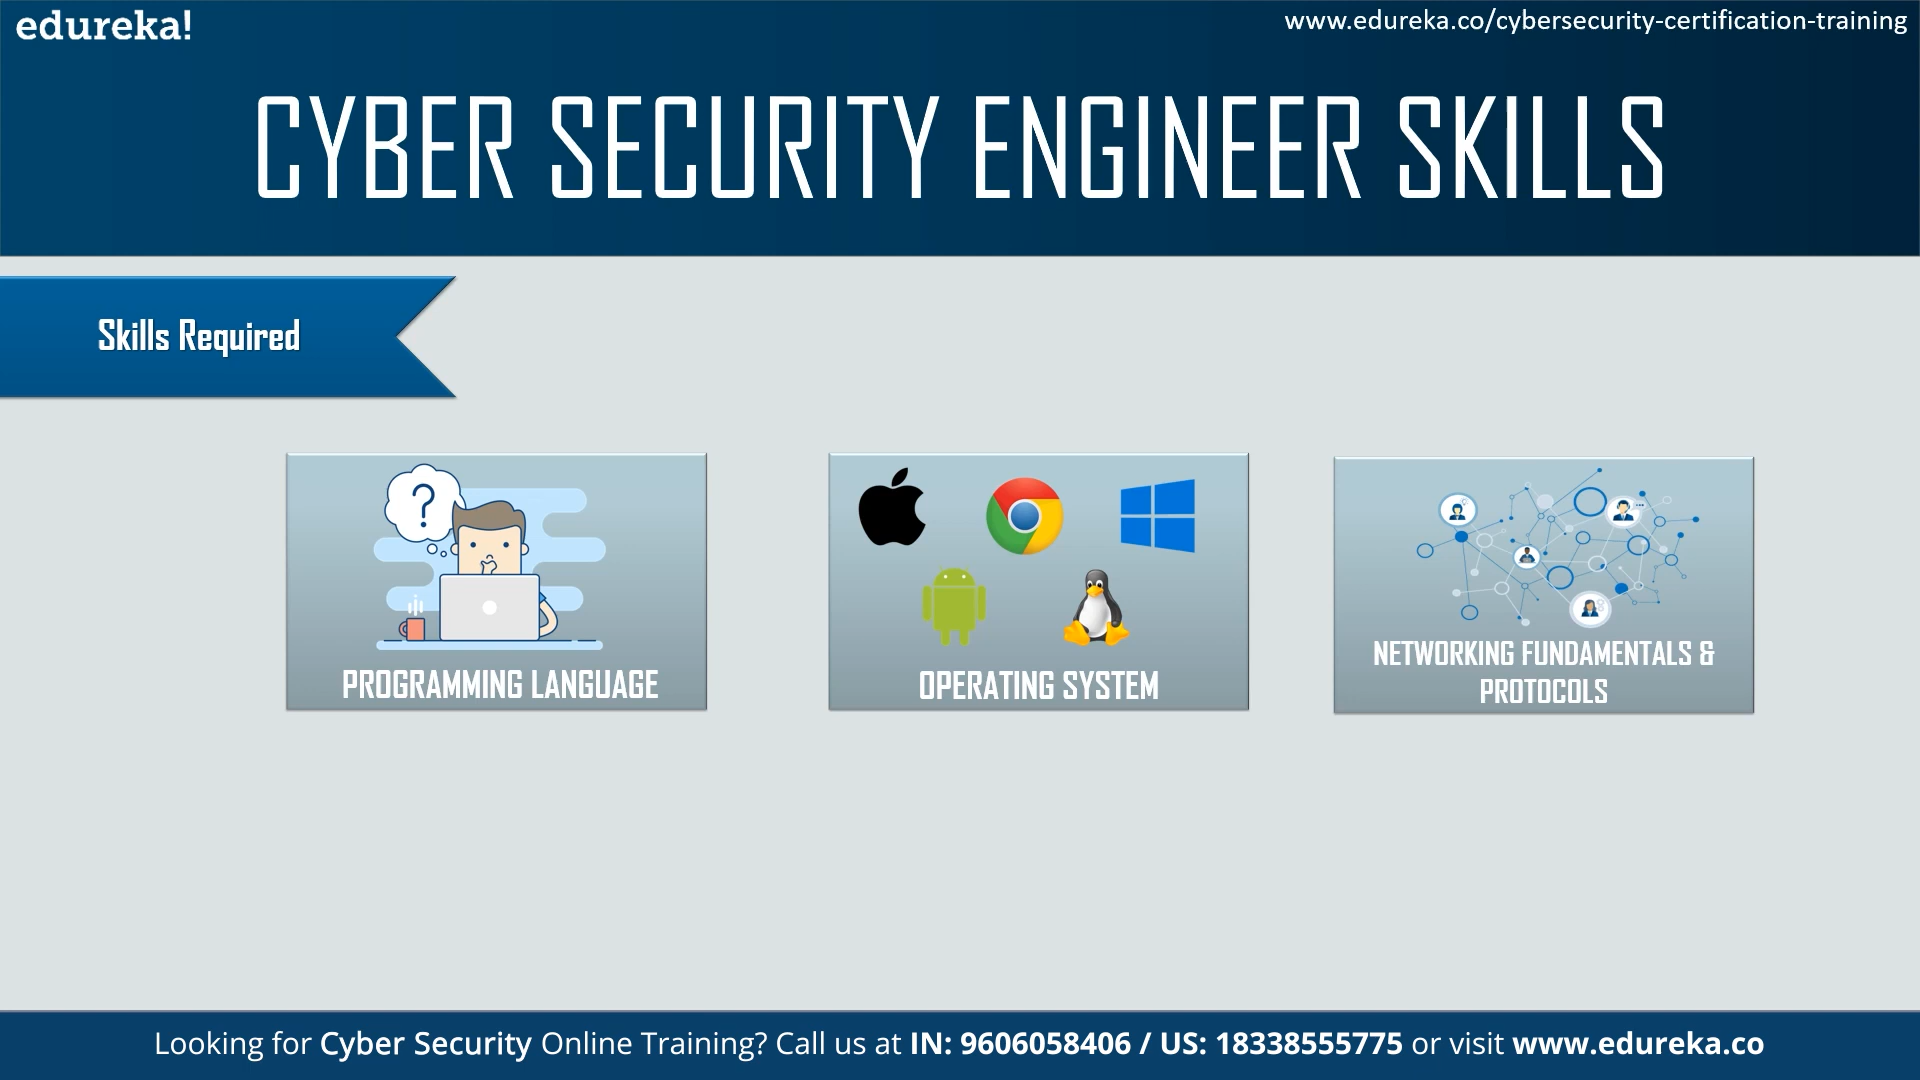 edureka!
www.edureka.co/cybersecurity-certification-training
CYBER SECURITY ENGINEER SKILLS
Skills Required
?
PROGRAMMING LANGUAGE
OPERATING SYSTEM
NETWORKING FUNDAMENTALS &
PROTOCOLS
Looking for Cyber Security Online Training? Call us at IN: 9606058406 / US: 18338555775 or visit www.edureka.co